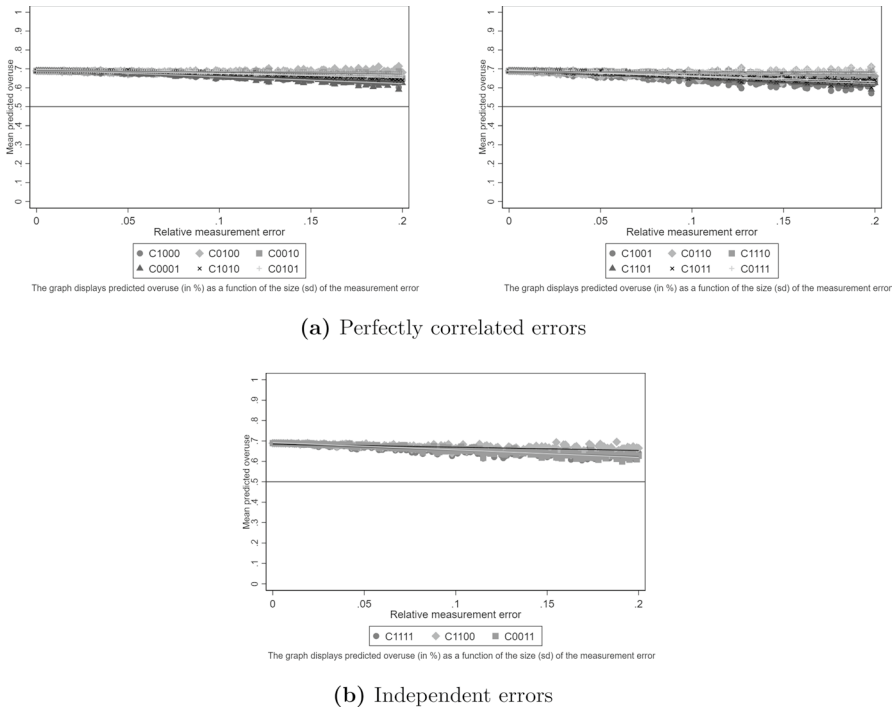 Mean predicted overuse
0 .1 .2 .3 .4 .5 .6 .7 .8 .9 1
0 .05 .1 .15 .2
Relative measurement error
C1000 C0100 C0010
C0001 C1010 C0101
The graph displays predicted overuse (in %) as a function of the size (sd) of the measurement error
Mean predicted overuse
0 .1 .2 .3 .4 .5 .6 .7 .8 .9 1
0 .05 .1 .15 .2
Relative measurement error
C1001 C0110 C1110
C1101 C1011 C0111
The graph displays predicted overuse (in %) as a function of the size (sd) of the measurement error
(a) Perfectly correlated errors
Mean predicted overuse
0 .1 .2 .3 .4 .5 .6 .7 .8 .9 1
0 .05 .1 .15 .2
Relative measurement error
C1111 C1100 C0011
The graph displays predicted overuse (in %) as a function of the size (sd) of the measurement error
(b) Independent errors